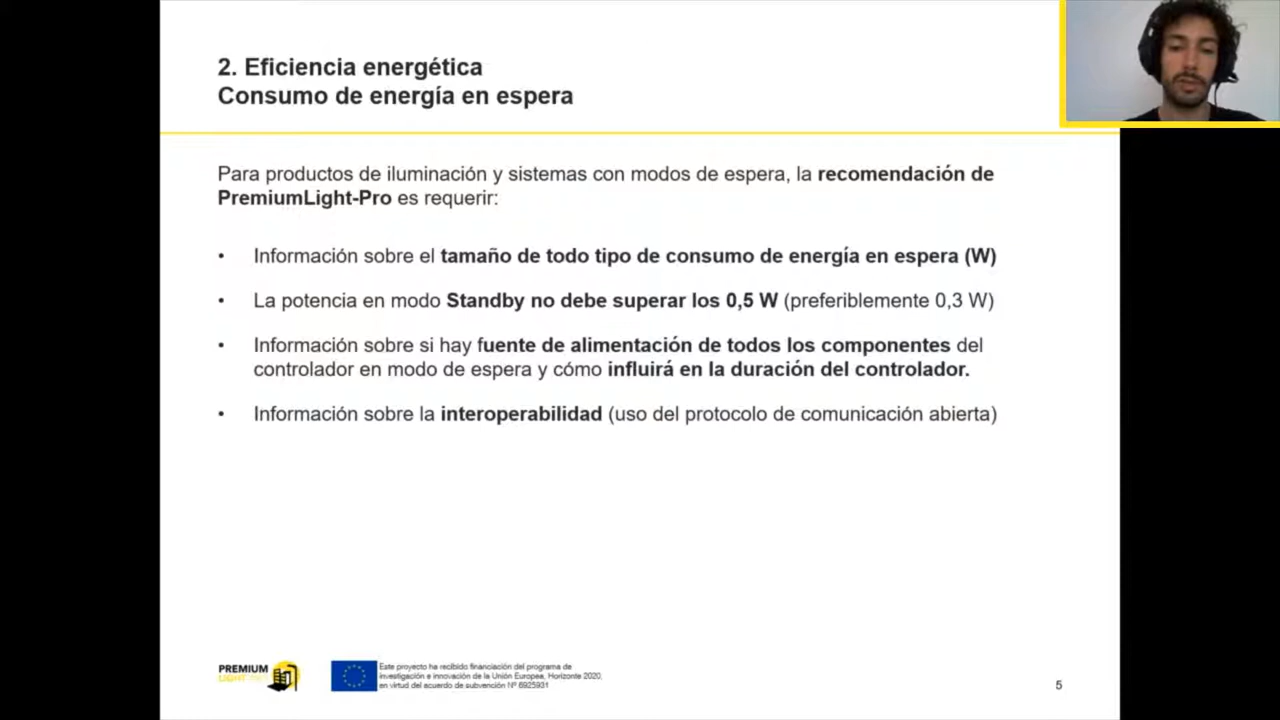 2. Eficiencia energética
Consumo de energía en espera
Para productos de iluminación y sistemas con modos de espera, la recomendación de
PremiumLight-Pro es requerir:
• Información sobre el tamaño de todo tipo de consumo de energía en espera (W)
• La potencia en modo Standby no debe superar los 0,5 W (preferiblemente 0,3 W)
• Información sobre si hay fuente de alimentación de todos los componentes del
controlador en modo de espera y cómo influirá en la duración del controlador.
• Información sobre la interoperabilidad (uso del protocolo de comunicación abierta)
PREMIUM
LIGHT
Este proyecto ha recibido financiación del programa de
investigación e innovación de la Unión Europea, Horizonte 2020,
en virtud del acuerdo de subvención Nº 6925931
5